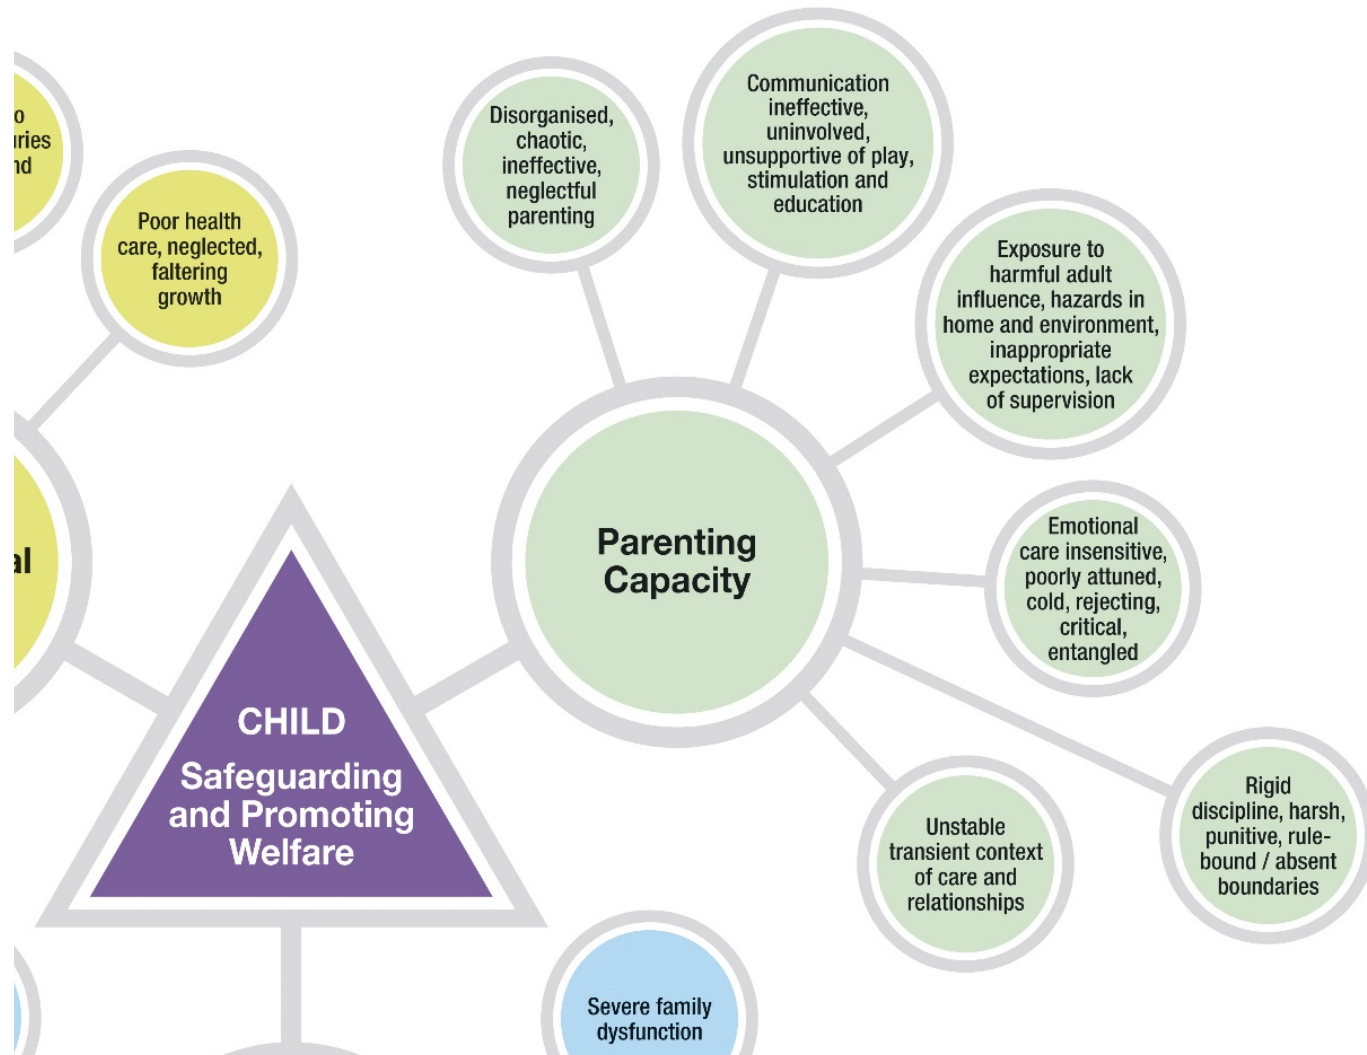 Disorganised,
chaotic,
ineffective,
neglectful
parenting
Communication
ineffective,
uninvolved,
unsupportive of play,
stimulation and
education
Poor health
care, neglected,
faltering
growth
Exposure to
harmful adult
influence, hazards in
home and environment,
inappropriate
expectations, lack
of supervision
Parenting
Capacity
Emotional
care insensitive,
poorly attuned,
cold, rejecting,
critical,
entangled
CHILD
Safeguarding
and Promoting
Welfare
Unstable
transient context
of care and
relationships
Rigid
discipline, harsh,
punitive, rule-
bound / absent
boundaries
Severe family
dysfunction